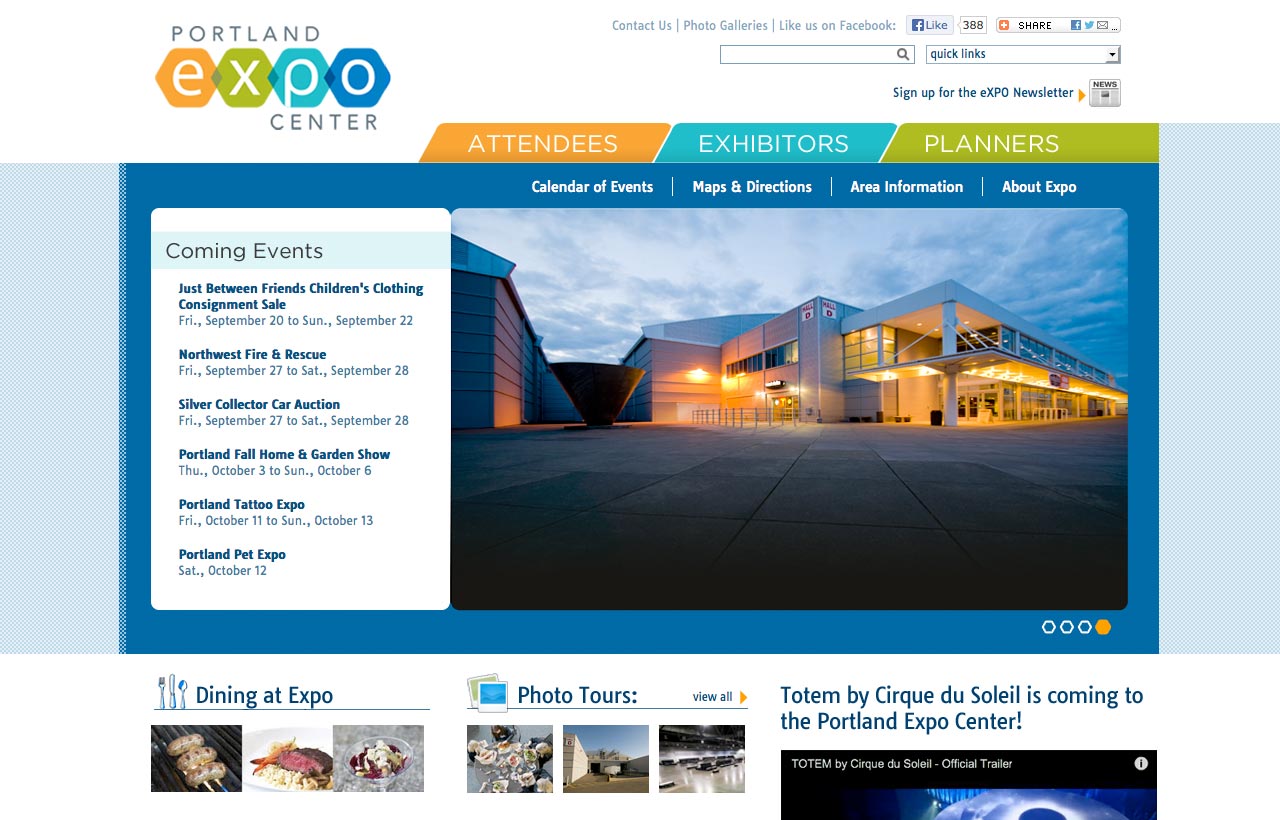 PORTLAND
expo
CENTER
Contact Us | Photo Galleries | Like us on Facebook:
Like
388
SHARE
...
quick links
Sign up for the eXPO Newsletter
NEWS
ATTENDEES
EXHIBITORS
PLANNERS
Calendar of Events
Maps & Directions
Area Information
About Expo
Coming Events
Just Between Friends Children's Clothing
Consignment Sale
Fri., September 20 to Sun., September 22
Northwest Fire & Rescue
Fri., September 27 to Sat., September 28
Silver Collector Car Auction
Fri., September 27 to Sat., September 28
Portland Fall Home & Garden Show
Thu., October 3 to Sun., October 6
Portland Tattoo Expo
Fri., October 11 to Sun., October 13
Portland Pet Expo
Sat., October 12
HALL
D
HALL
D
Dining at Expo
Photo Tours:
view all
Totem by Cirque du Soleil is coming to
the Portland Expo Center!
TOTEM by Cirque du Soleil - Official Trailer